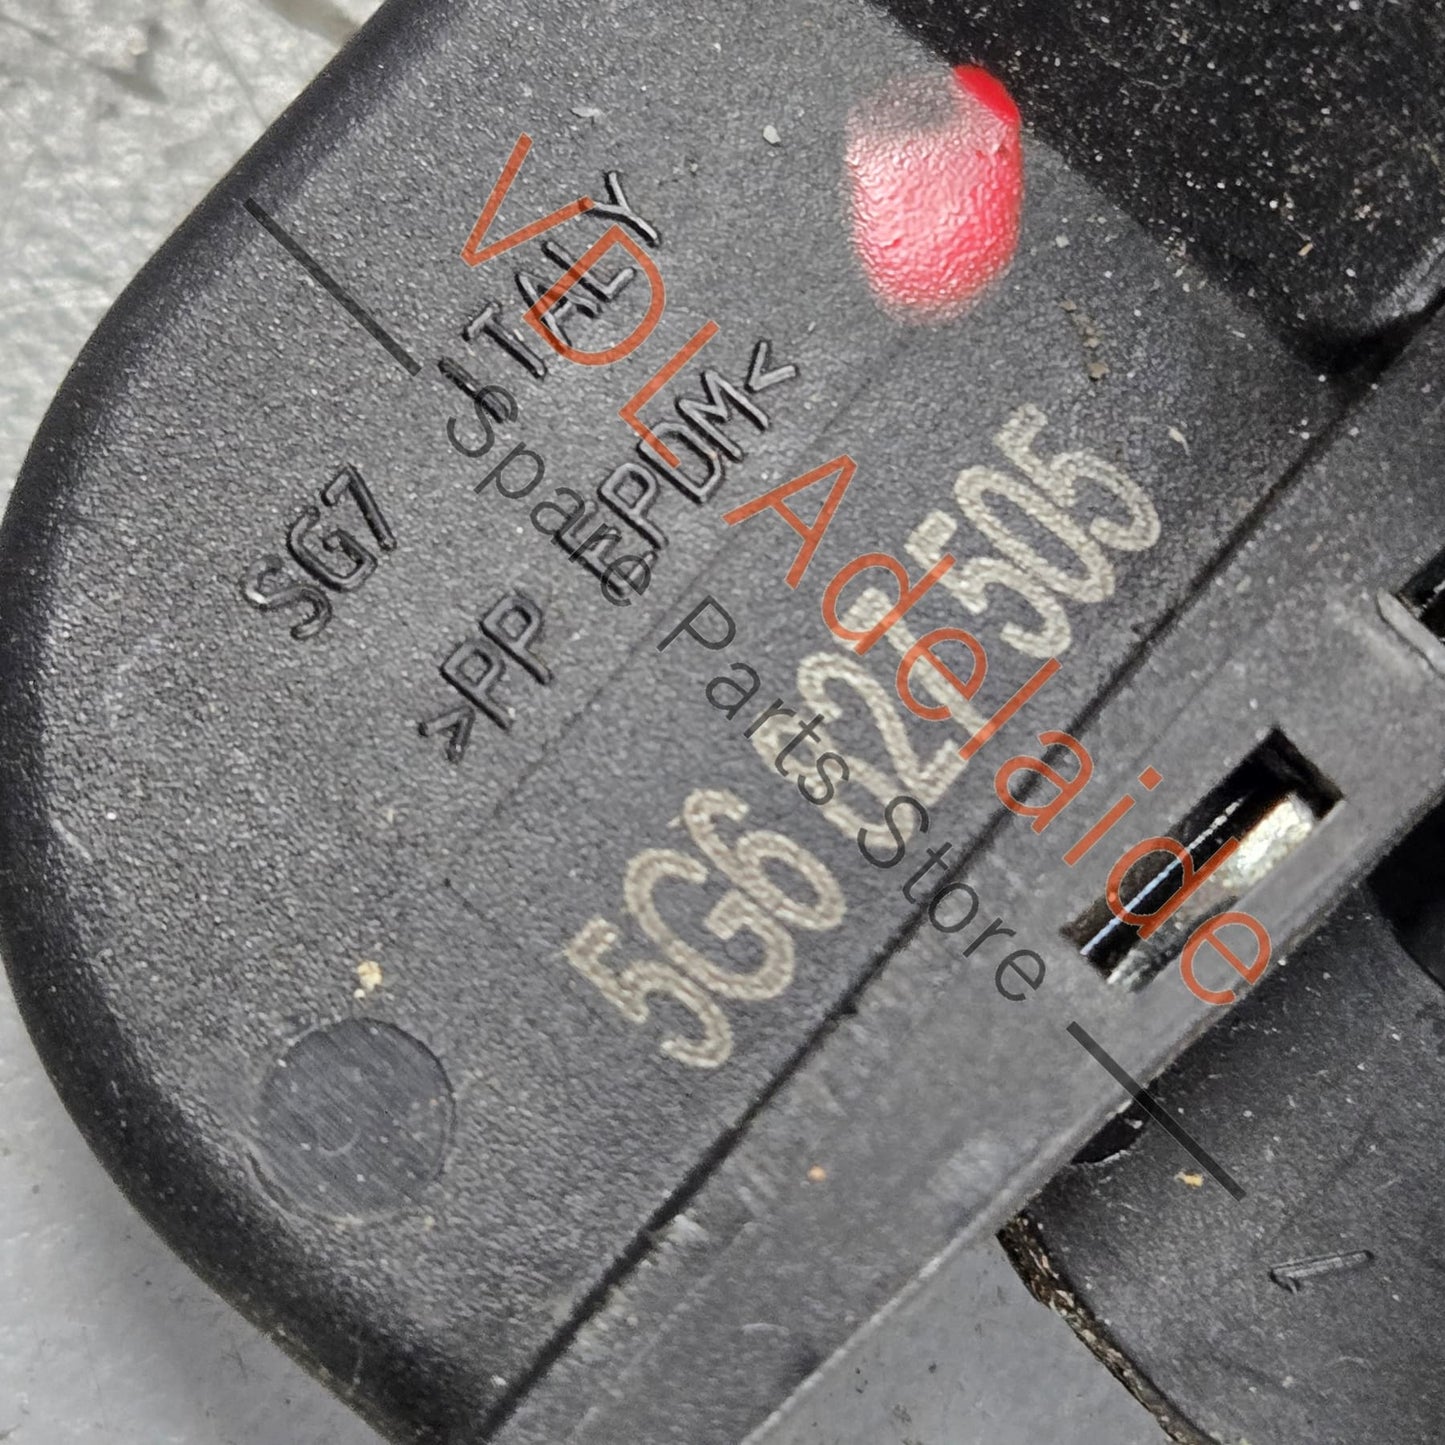 ITALY
SG7
>PP EPDM<
5G6 827 505
VDL Adelaide
Spare Parts Store